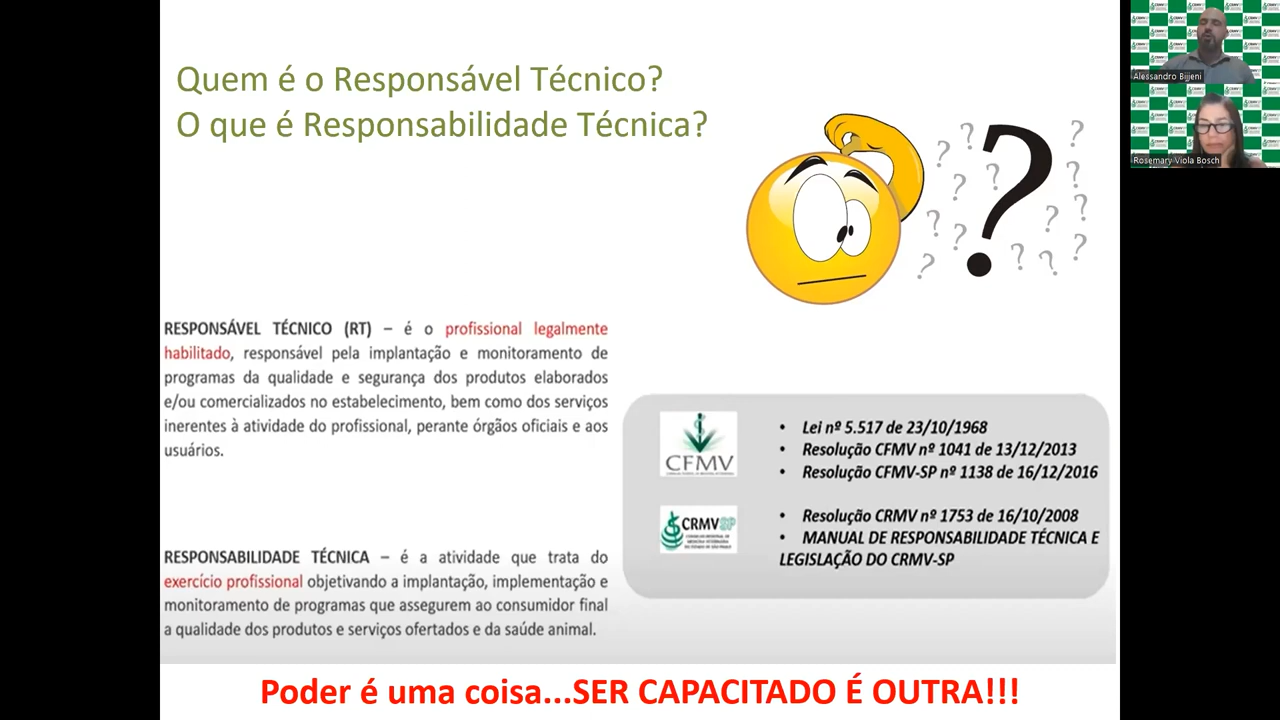 Quem é o Responsável Técnico?
O que é Responsabilidade Técnica?
RESPONSÁVEL TÉCNICO (RT) – é o profissional legalmente
habilitado, responsável pela implantação e monitoramento de
programas da qualidade e segurança dos produtos elaborados
e/ou comercializados no estabelecimento, bem como dos serviços
inerentes à atividade do profissional, perante órgãos oficiais e aos
usuários.
RESPONSABILIDADE TÉCNICA – é a atividade que trata do
exercício profissional objetivando a implantação, implementação e
monitoramento de programas que assegurem ao consumidor final
a qualidade dos produtos e serviços ofertados e da saúde animal.
CFMV
• Lei nº 5.517 de 23/10/1968
• Resolução CFMV nº 1041 de 13/12/2013
• Resolução CFMV-SP nº 1138 de 16/12/2016
CRMVSP
• Resolução CRMV nº 1753 de 16/10/2008
• MANUAL DE RESPONSABILIDADE TÉCNICA E
LEGISLAÇÃO DO CRMV-SP
Poder é uma coisa...SER CAPACITADO É OUTRA!!!
Alessandro Bijjeni
Rosemary Viola Bosch